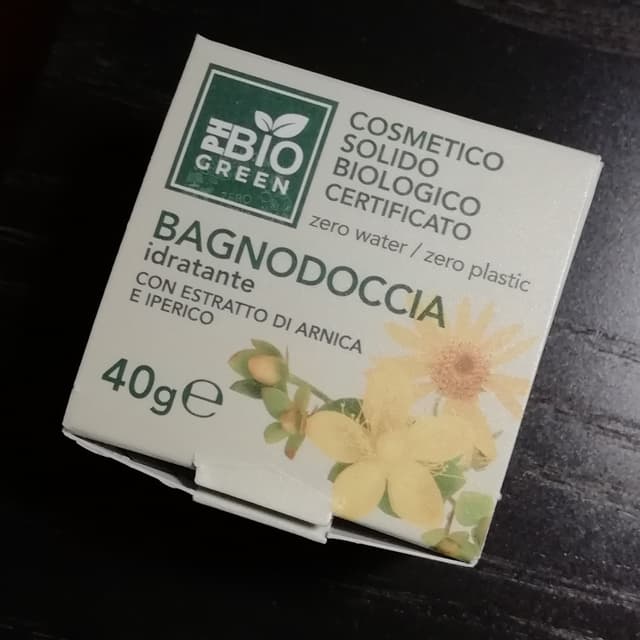 PH BIO
GREEN
COSMETICO
SOLIDO
BIOLOGICO
CERTIFICATO
zero water / zero plastic
BAGNODOCCIA
idratante
CON ESTRATTO DI ARNICA
E IPERICO
40g℮